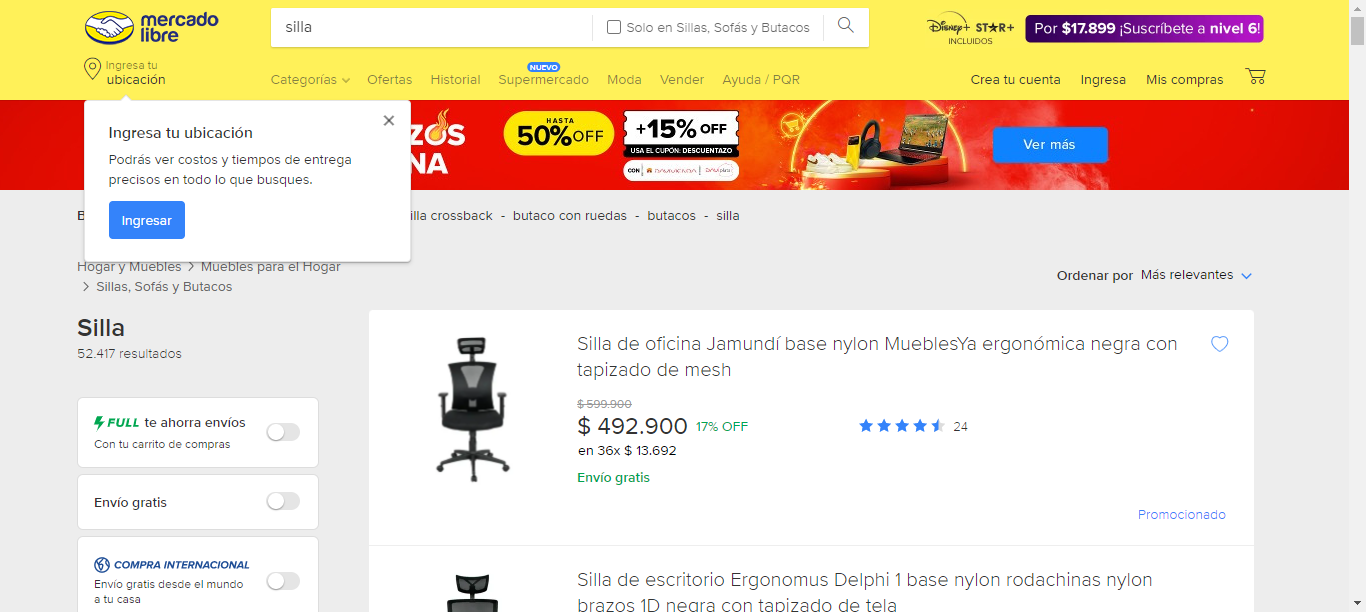 mercado
libre
silla
Solo en Sillas, Sofás y Butacos
Disney+ STAR+
INCLUIDOS
Por $17.899 ¡Suscríbete a nivel 6!
Ingresa tu
ubicación
Categorías
Ofertas
Historial
NUEVO
Supermercado
Moda
Vender
Ayuda / PQR
Crea tu cuenta
Ingresa
Mis compras
Ingresa tu ubicación
Podrás ver costos y tiempos de entrega
precisos en todo lo que busques.
Ingresar
HASTA
50% OFF
+15% OFF
USA EL CUPÓN: DESCUENTAZO
CON DAVIVIENDA
Ver más
crossback - butaco con ruedas - butacos - silla
Hogar y Muebles > Muebles para el Hogar
> Sillas, Sofás y Butacos
Ordenar por Más relevantes
Silla
52.417 resultados
FULL te ahorra envíos
Con tu carrito de compras
Envío gratis
COMPRA INTERNACIONAL
Envío gratis desde el mundo
a tu casa
Silla de oficina Jamundí base nylon MueblesYa ergonómica negra con
tapizado de mesh
$ 599.900
$ 492.900 17% OFF
24
en 36x $ 13.692
Envío gratis
Promocionado
Silla de escritorio Ergonomus Delphi 1 base nylon rodachinas nylon
brazos 1D negra con tapizado de tela